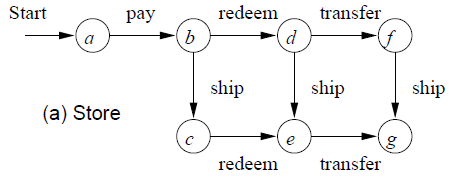 Start pay redeem transfer
a b d f
ship ship ship
(a) Store
c e g
redeem transfer